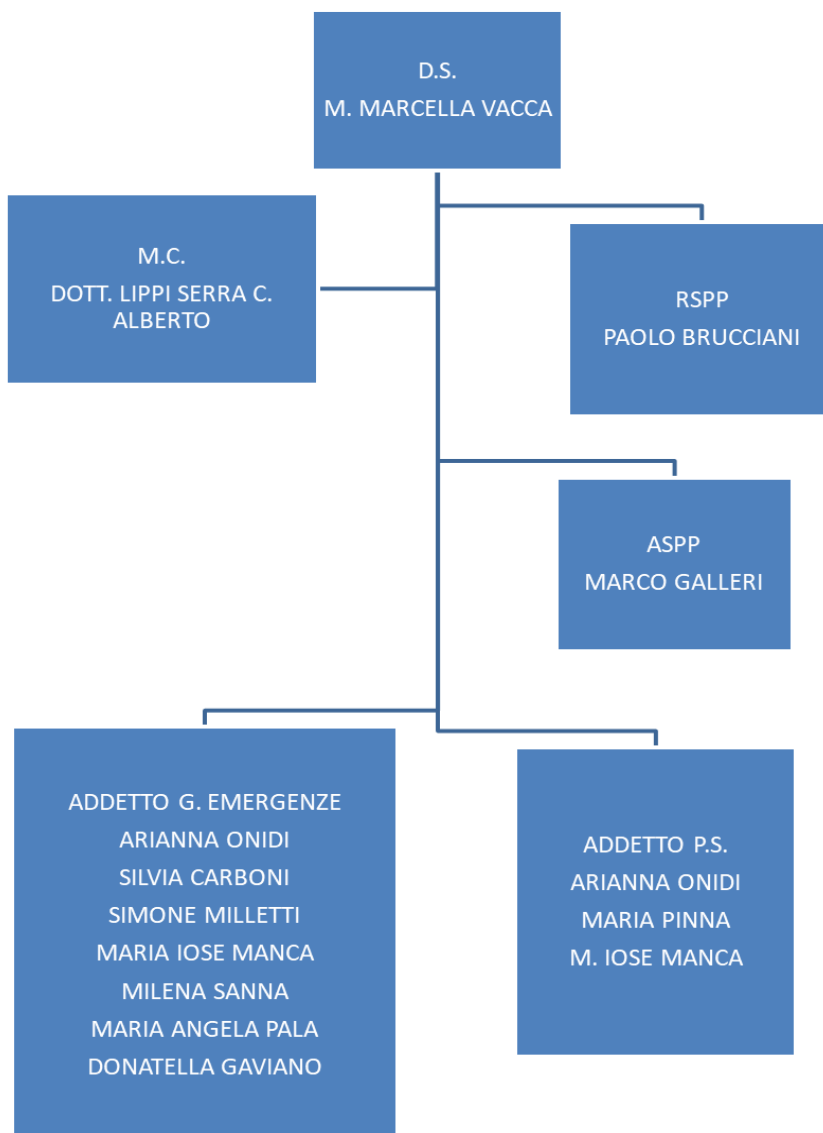 D.S.
M. MARCELLA VACCA
M.C.
DOTT. LIPPI SERRA C.
ALBERTO
RSPP
PAOLO BRUCCIANI
ASPP
MARCO GALLERI
ADDETTO G. EMERGENZE
ARIANNA ONIDI
SILVIA CARBONI
SIMONE MILLETTI
MARIA IOSE MANCA
MILENA SANNA
MARIA ANGELA PALA
DONATELLA GAVIANO
ADDETTO P.S.
ARIANNA ONIDI
MARIA PINNA
M. IOSE MANCA